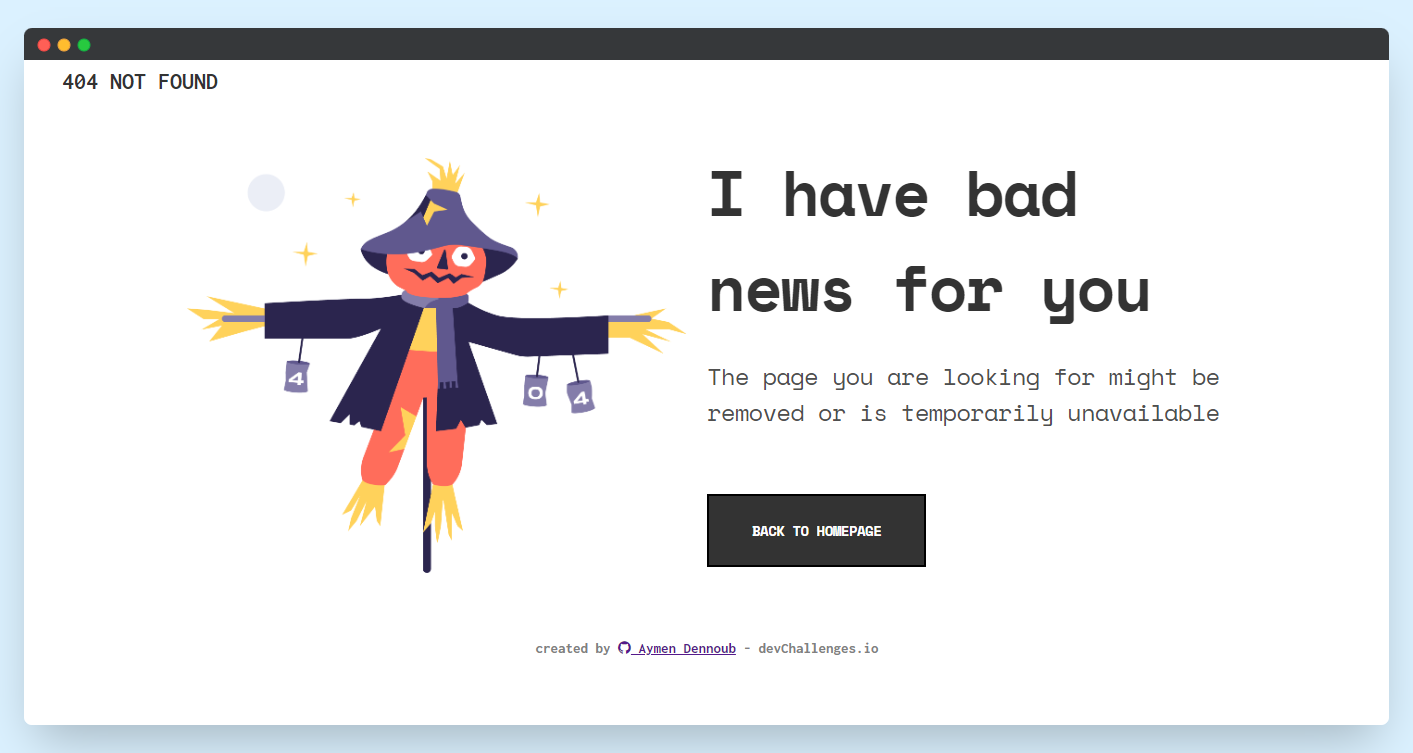 404 NOT FOUND
I have bad
news for you
The page you are looking for might be
removed or is temporarily unavailable
4
0 4
BACK TO HOMEPAGE
created by Aymen Dennoub - devChallenges.io